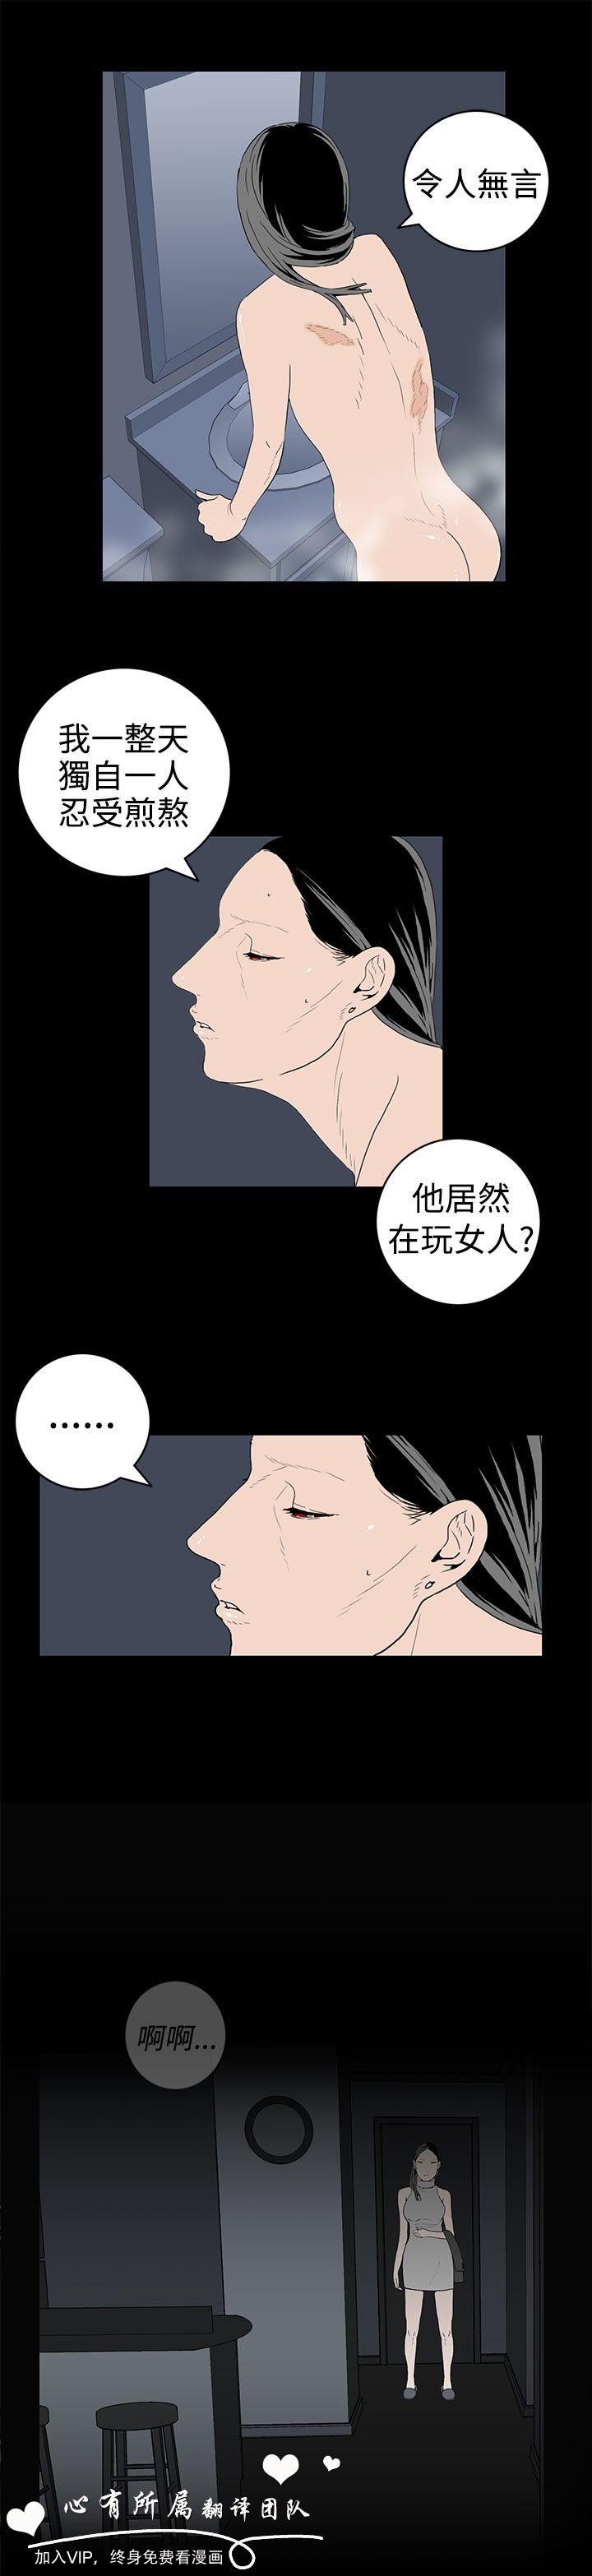 令人無言
我一整天
獨自一人
忍受煎熬
他居然
在玩女人?
……
啊啊...
心有所属翻译团队
加入VIP，终身免费看漫画